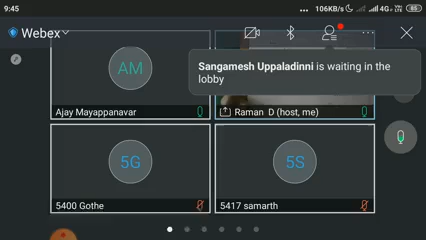 9:45
... 106KB/s 4G+ 85
Webex
Sangamesh Uppaladinni is waiting in the
lobby
AM
Ajay Mayappanavar
Raman D (host, me)
5G
5S
5400 Gothe
5417 samarth